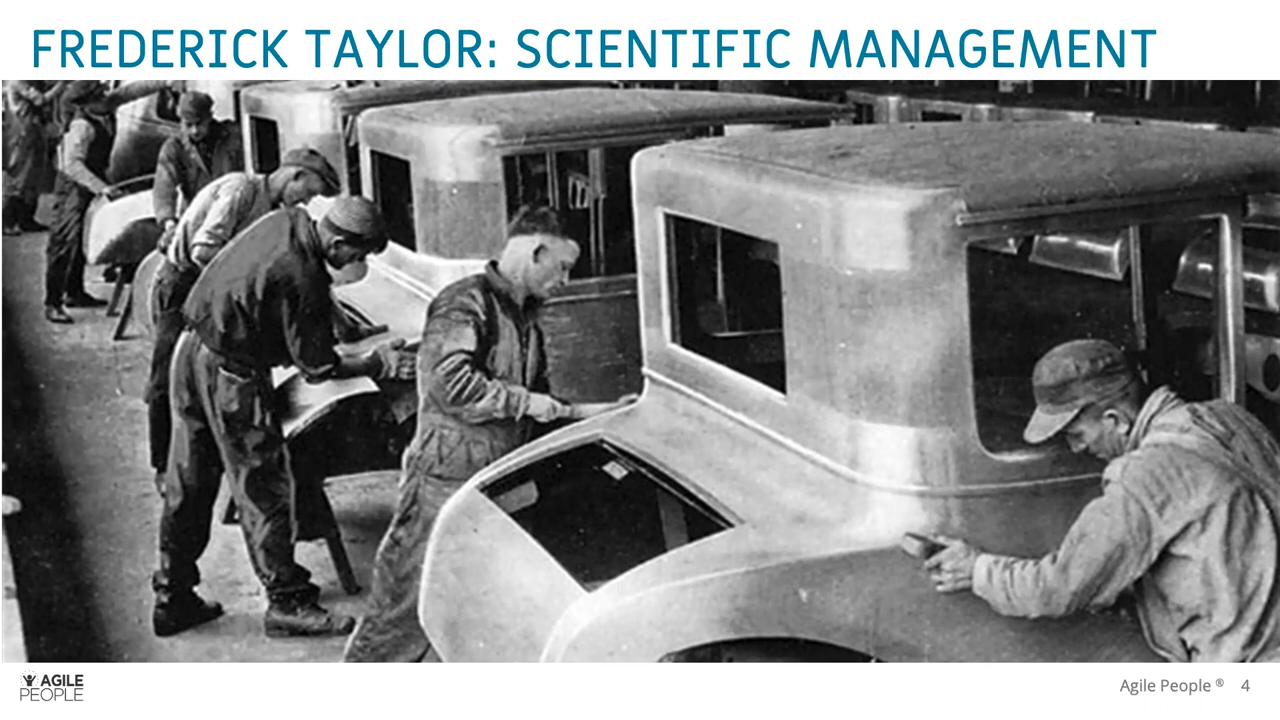 FREDERICK TAYLOR: SCIENTIFIC MANAGEMENT
AGILE
PEOPLE
Agile People ® 4